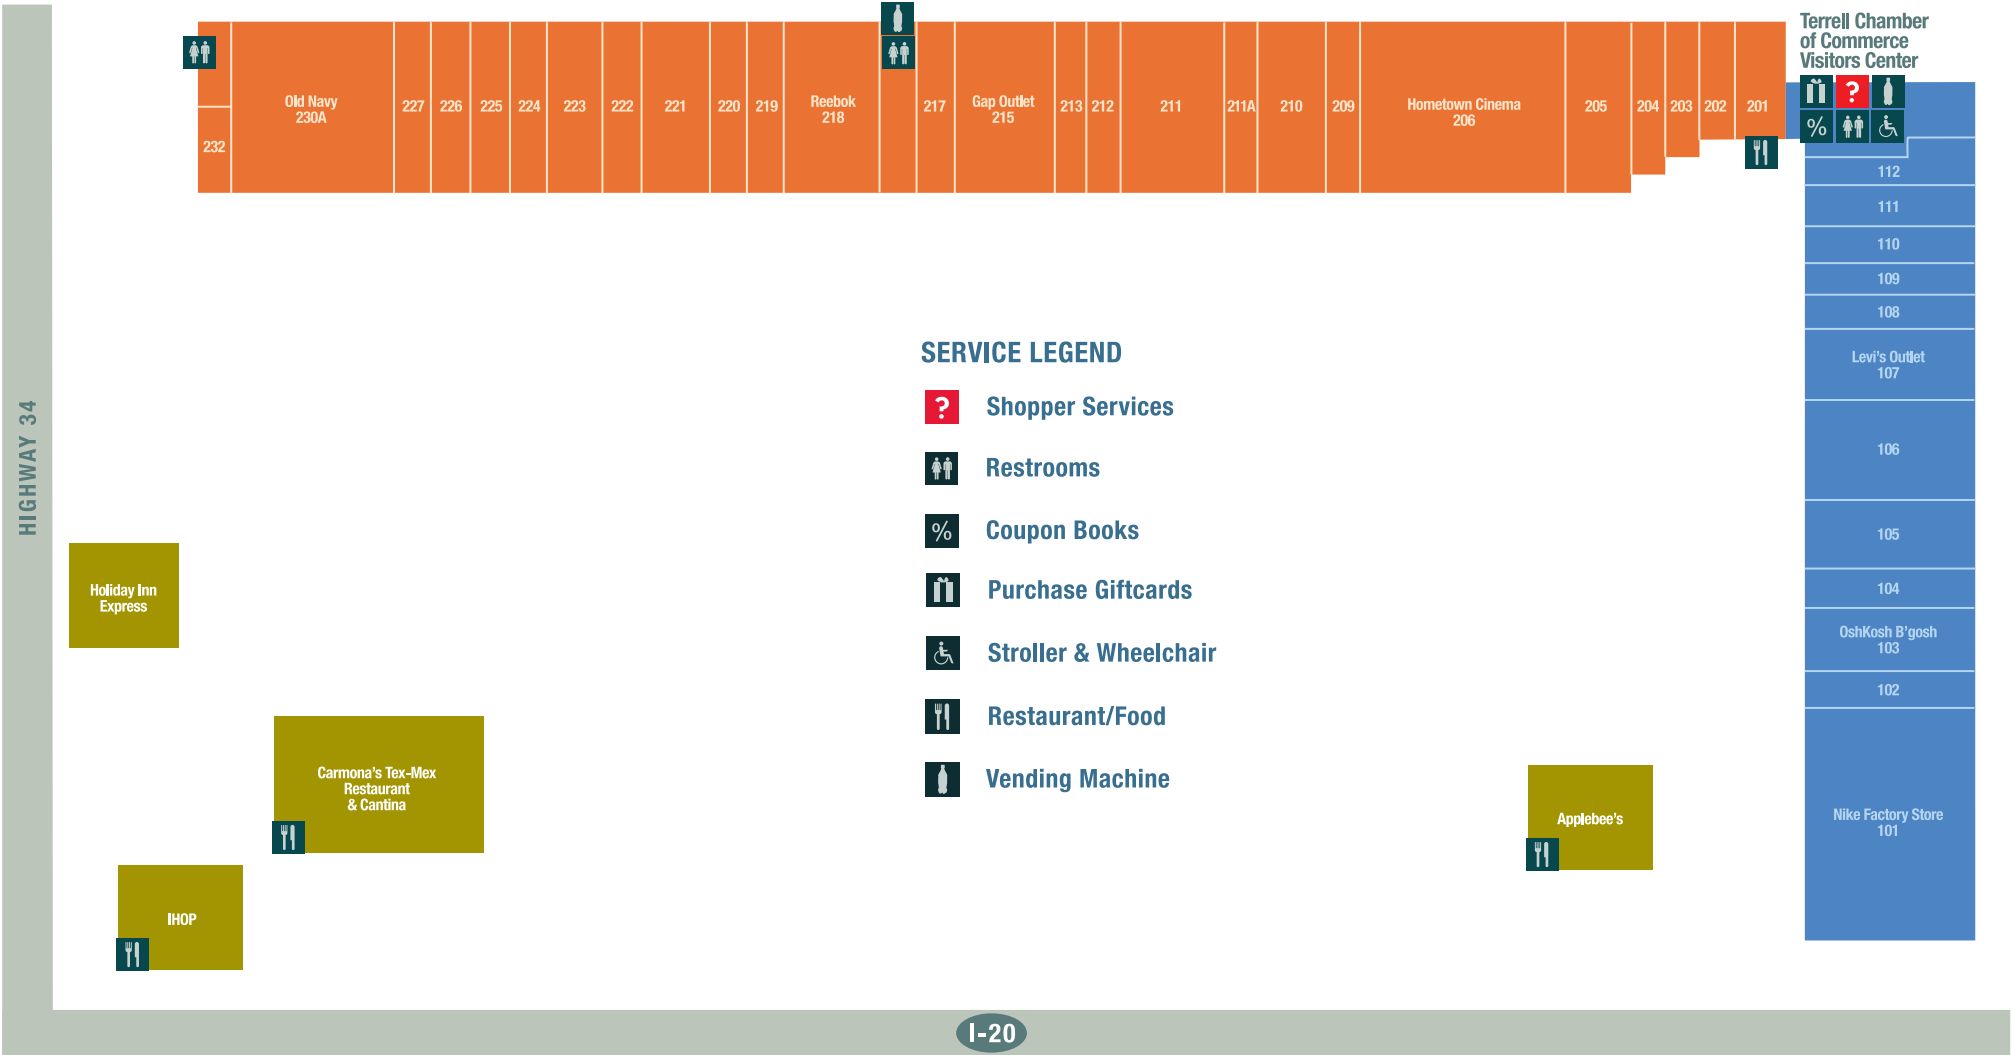 Terrell Chamber
of Commerce
Visitors Center
Old Navy
230A
227
226
225
224
223
222
221
220
219
Reebok
218
217
Gap Outlet
215
213
212
211
211A
210
209
Hometown Cinema
206
205
204
203
202
201
232
?
%
112
111
110
109
108
Levi's Outlet
107
106
105
104
OshKosh B'gosh
103
102
Nike Factory Store
101
SERVICE LEGEND
? Shopper Services
Restrooms
% Coupon Books
Purchase Giftcards
Stroller & Wheelchair
Restaurant/Food
Vending Machine
HIGHWAY 34
Holiday Inn
Express
Carmona's Tex-Mex
Restaurant
& Cantina
IHOP
Applebee's
I-20